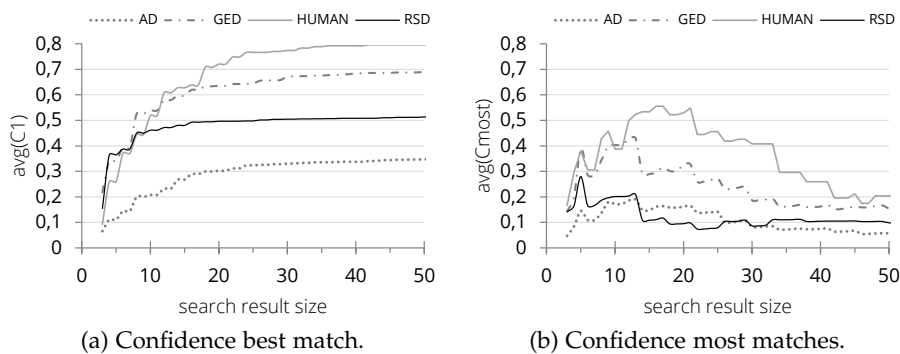 AD GED HUMAN RSD
0,8
0,7
0,6
0,5
0,4
0,3
0,2
0,1
0
avg(C1)
0 10 20 30 40 50
search result size
(a) Confidence best match.
AD GED HUMAN RSD
0,8
0,7
0,6
0,5
0,4
0,3
0,2
0,1
0
avg(Cmost)
0 10 20 30 40 50
search result size
(b) Confidence most matches.